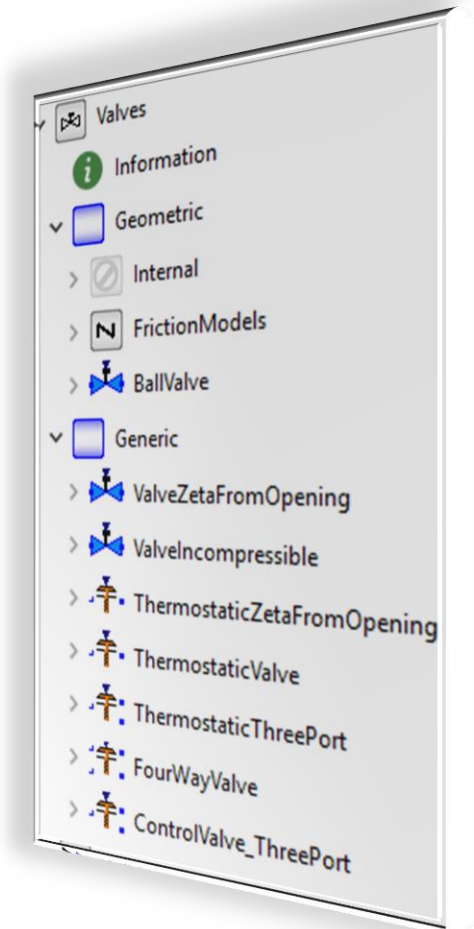 Valves
Information
Geometric
Internal
FrictionModels
BallValve
Generic
ValveZetaFromOpening
ValveIncompressible
ThermostaticZetaFromOpening
ThermostaticValve
ThermostaticThreePort
FourWayValve
ControlValve_ThreePort